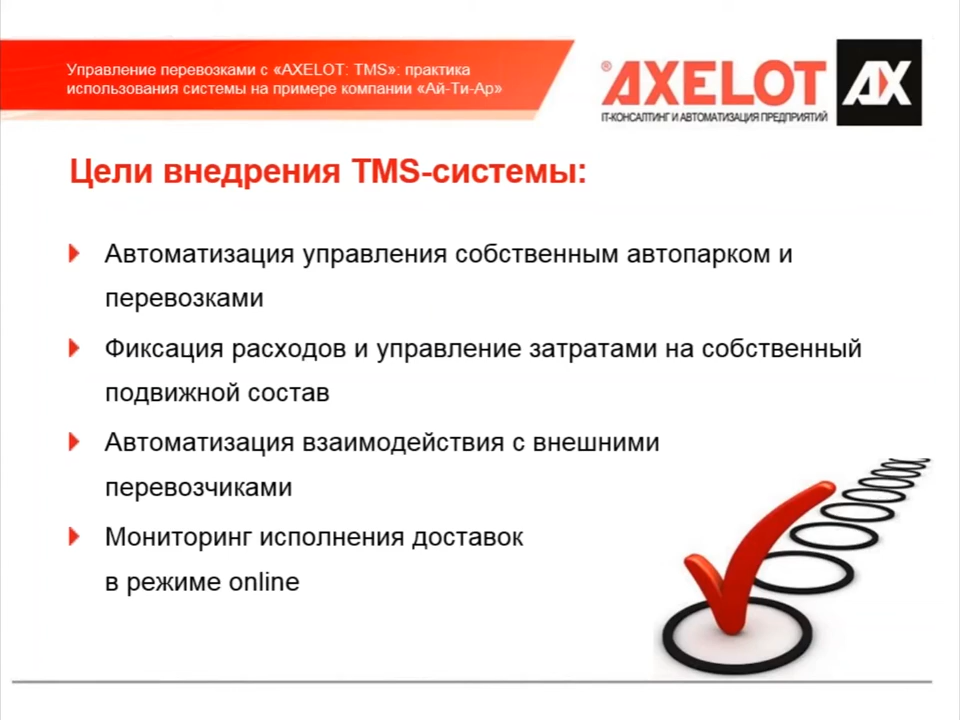 Управление перевозками с «AXELOT: TMS»: практика
использования системы на примере компании «Ай-Ти-Ар»
®AXELOT AX
IT-КОНСАЛТИНГ И АВТОМАТИЗАЦИЯ ПРЕДПРИЯТИЙ
Цели внедрения TMS-системы:
Автоматизация управления собственным автопарком и
перевозками
Фиксация расходов и управление затратами на собственный
подвижной состав
Автоматизация взаимодействия с внешними
перевозчиками
Мониторинг исполнения доставок
в режиме online